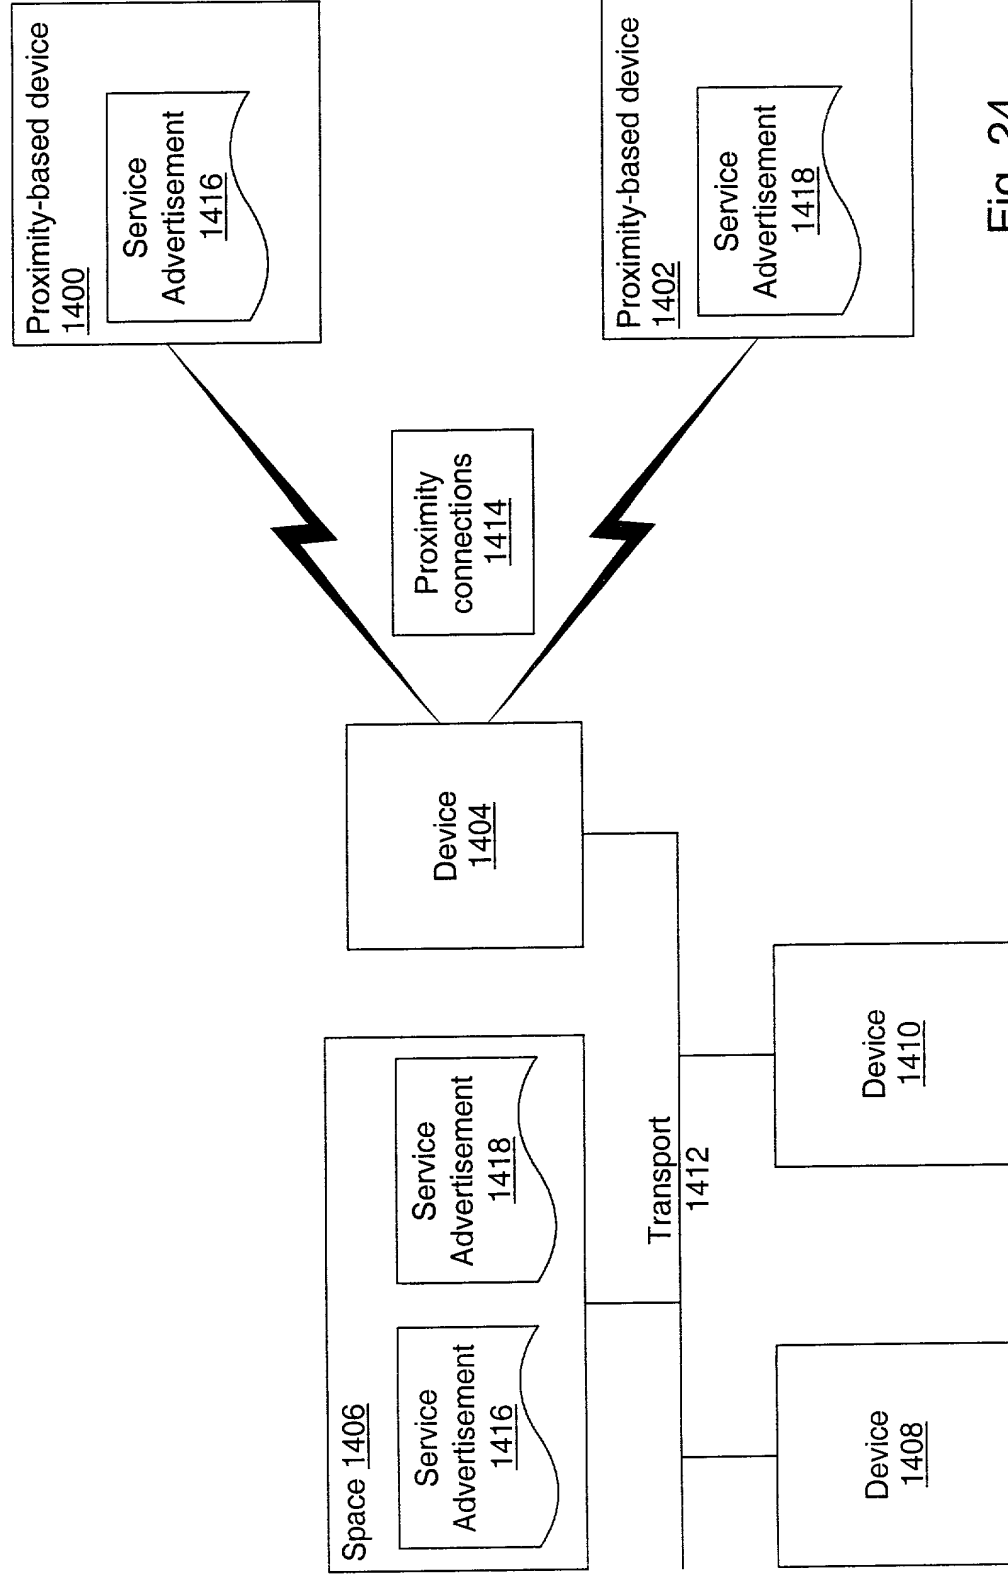 Proximity-based device
1400
Service
Advertisement
1416
Proximity-based device
1402
Service
Advertisement
1418
Proximity
connections
1414
Device
1404
Space 1406
Service
Advertisement
1416
Service
Advertisement
1418
Transport
1412
Device
1408
Device
1410
Fig. 24